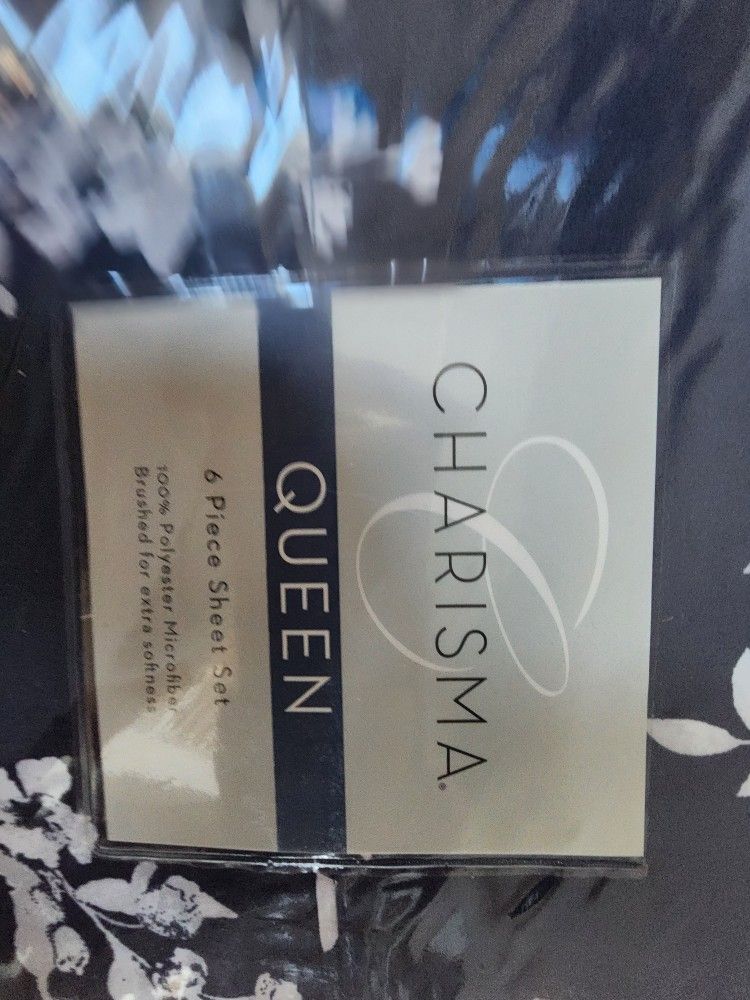 CHARISMA®
QUEEN
6 Piece Sheet Set
100% Polyester Microfiber
Brushed for extra softness